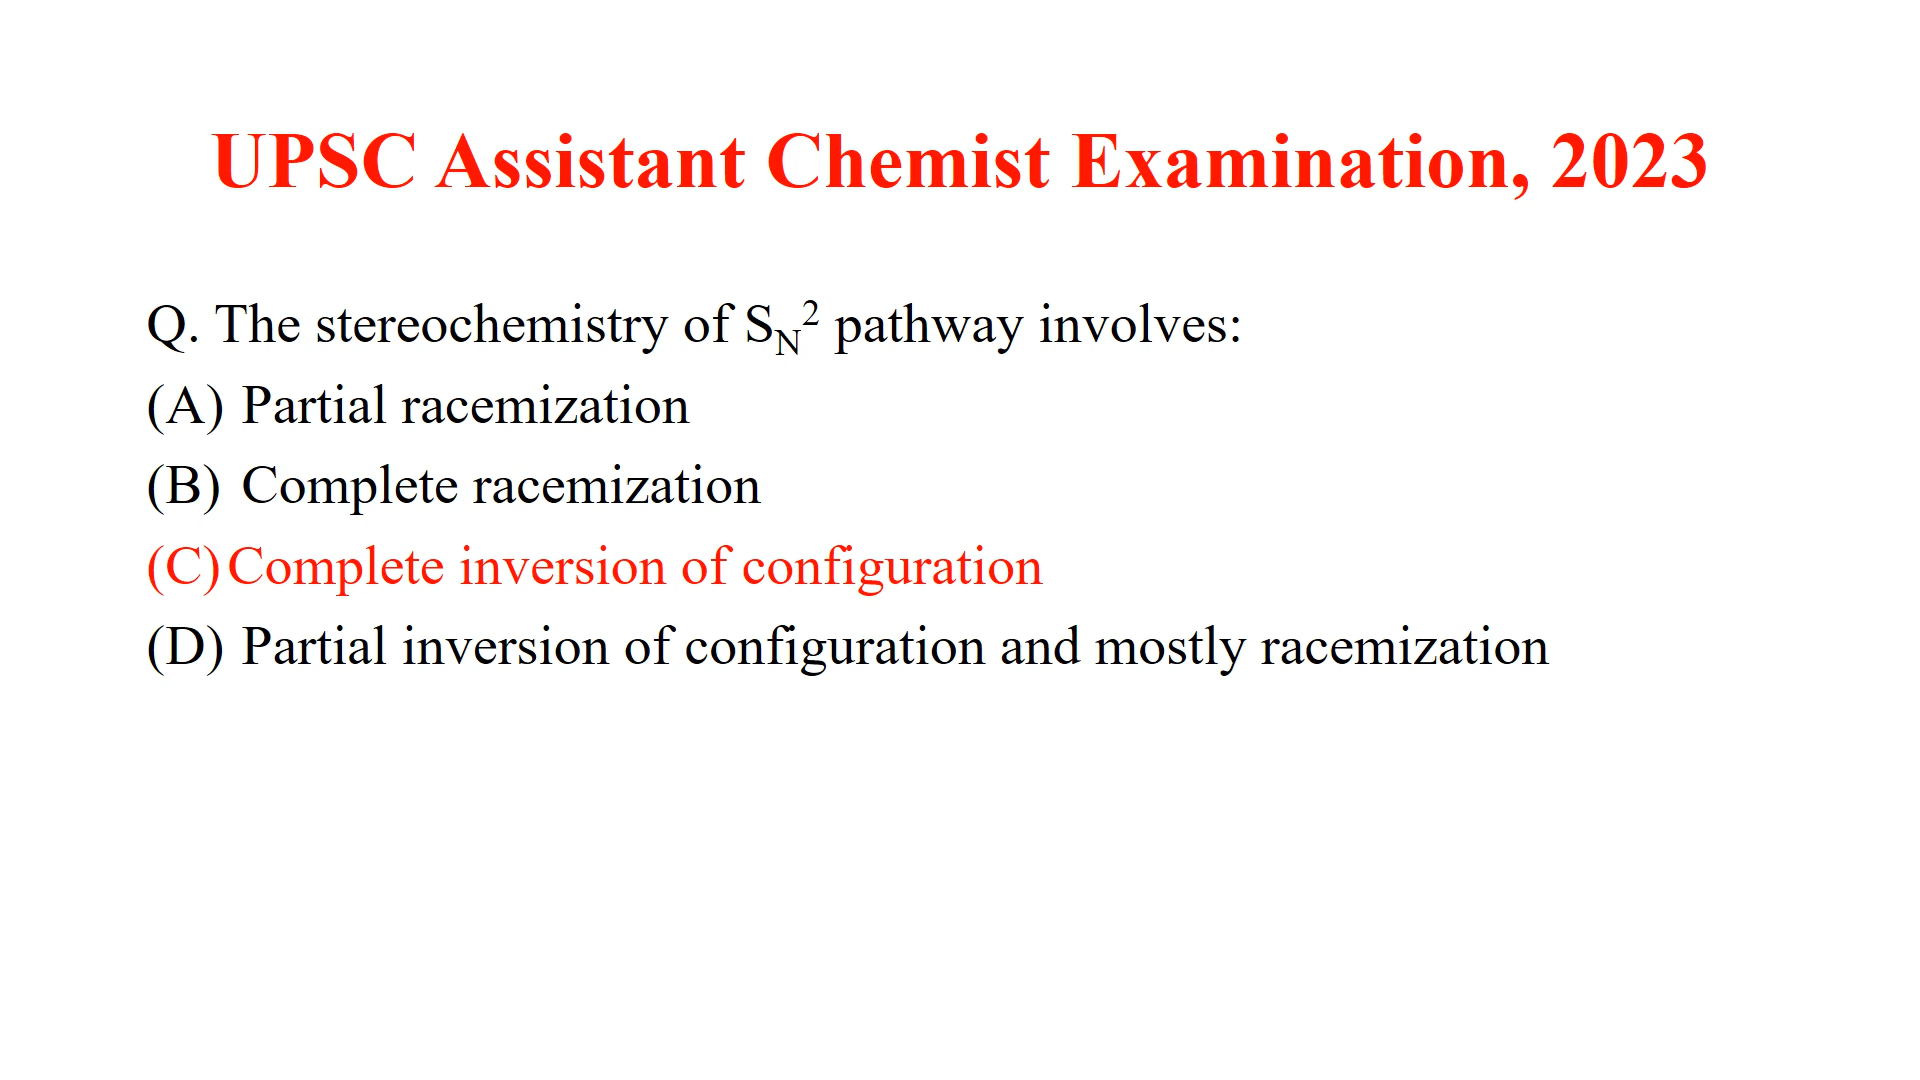 UPSC Assistant Chemist Examination, 2023
Q. The stereochemistry of S_N² pathway involves:
(A) Partial racemization
(B) Complete racemization
(C) Complete inversion of configuration
(D) Partial inversion of configuration and mostly racemization